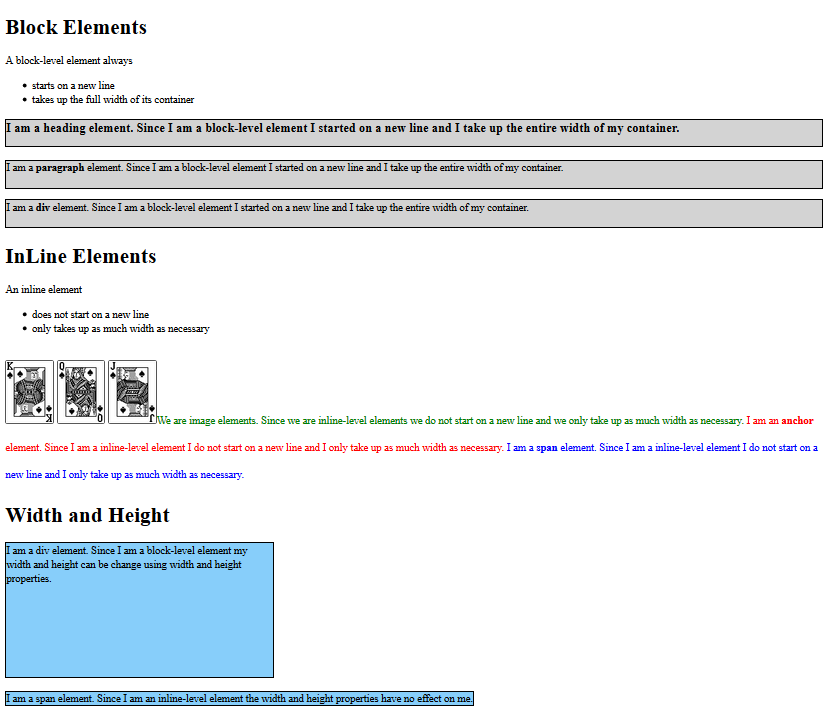 Block Elements
A block-level element always
• starts on a new line
• takes up the full width of its container
I am a heading element. Since I am a block-level element I started on a new line and I take up the entire width of my container.
I am a paragraph element. Since I am a block-level element I started on a new line and I take up the entire width of my container.
I am a div element. Since I am a block-level element I started on a new line and I take up the entire width of my container.
InLine Elements
An inline element
• does not start on a new line
• only takes up as much width as necessary
K Q J
K Q J
We are image elements. Since we are inline-level elements we do not start on a new line and we only take up as much width as necessary. I am an anchor
element. Since I am a inline-level element I do not start on a new line and I only take up as much width as necessary. I am a span element. Since I am a inline-level element I do not start on a
new line and I only take up as much width as necessary.
Width and Height
I am a div element. Since I am a block-level element my
width and height can be change using width and height
properties.
I am a span element. Since I am an inline-level element the width and height properties have no effect on me.